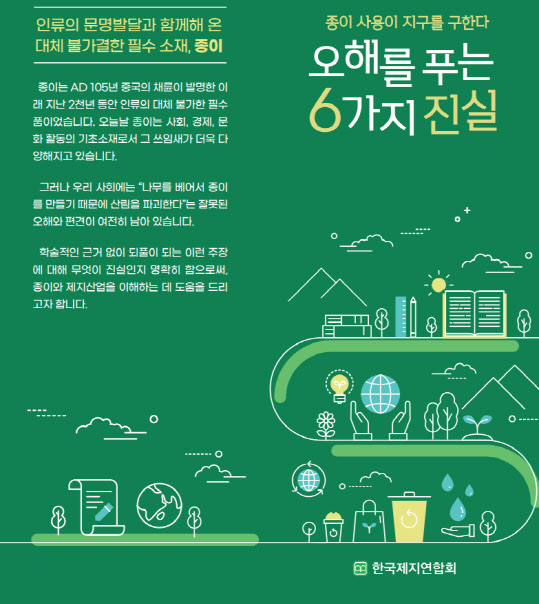 인류의 문명발달과 함께해 온
대체 불가결한 필수 소재, 종이
종이는 AD 105년 중국의 채륜이 발명한 이
래 지난 2천년 동안 인류의 대체 불가한 필수
품이었습니다. 오늘날 종이는 사회, 경제, 문
화 활동의 기초소재로서 그 쓰임새가 더욱 다
양해지고 있습니다.
그러나 우리 사회에는 “나무를 베어서 종이
를 만들기 때문에 산림을 파괴한다”는 잘못된
오해와 편견이 여전히 남아 있습니다.
학술적인 근거 없이 되풀이 되는 이런 주장
에 대해 무엇이 진실인지 명확히 함으로써,
종이와 제지산업을 이해하는 데 도움을 드리
고자 합니다.
종이 사용이 지구를 구한다
오해를 푸는
6가지 진실
한국제지연합회